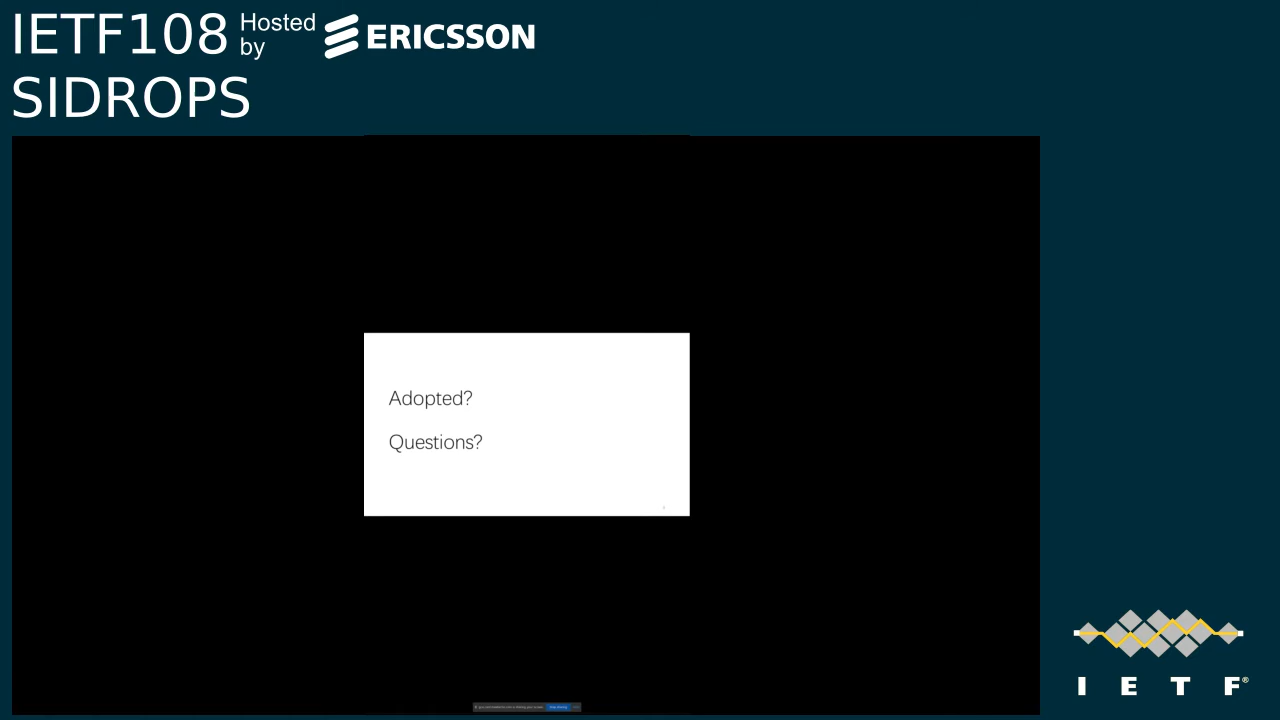 IETF108 Hosted by ERICSSON
SIDROPS
Adopted?
Questions?
I E T F®